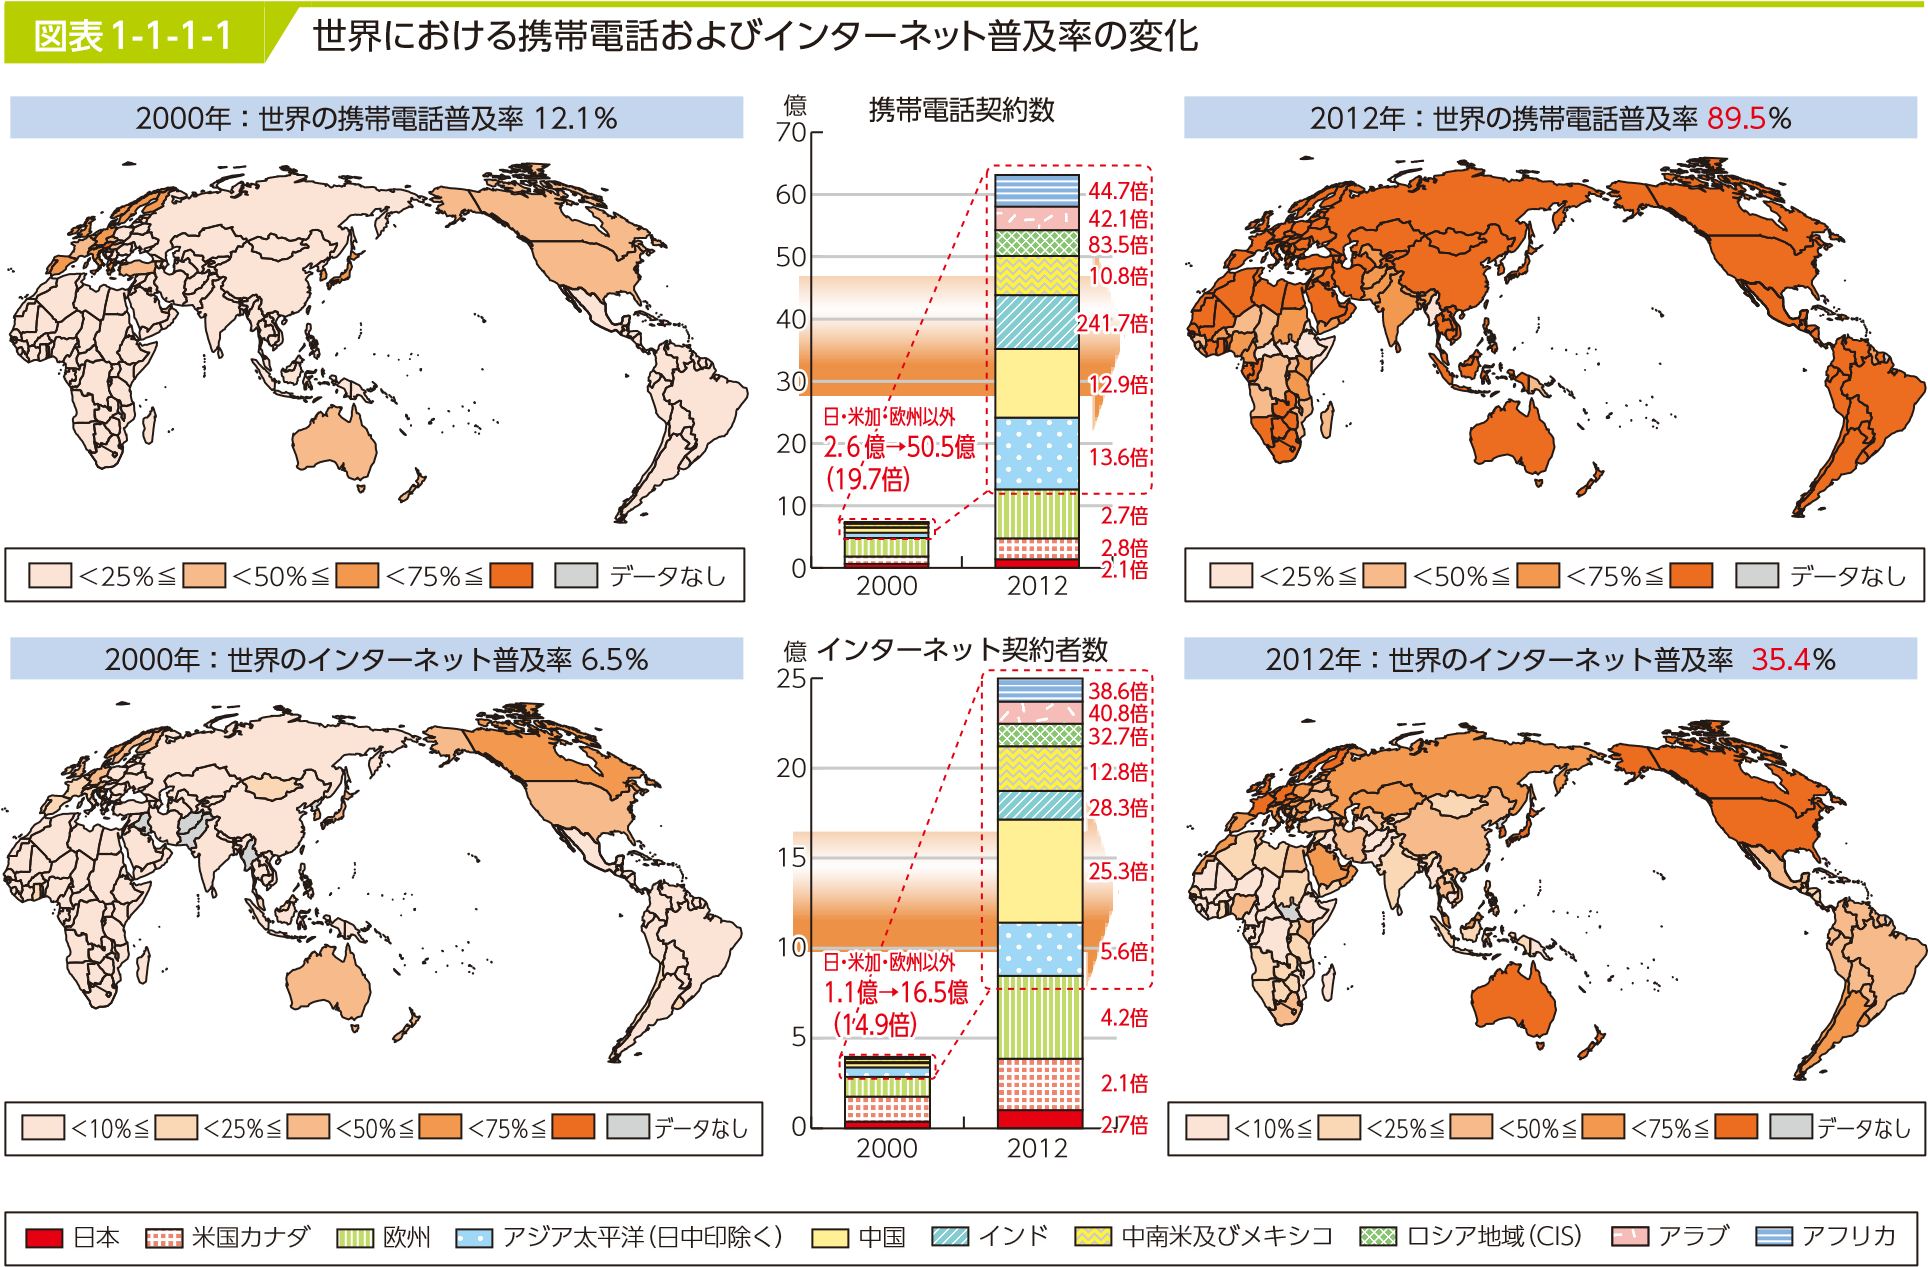 図表1-1-1-1 世界における携帯電話およびインターネット普及率の変化
2000年：世界の携帯電話普及率 12.1%
億 携帯電話契約数
70
60
50
40
30
20
10
0
44.7倍
42.1倍
83.5倍
10.8倍
241.7倍
12.9倍
13.6倍
2.7倍
2.8倍
2.1倍
日・米加・欧州以外
2.6億→50.5億
(19.7倍)
2000 2012
2012年：世界の携帯電話普及率 89.5%
<25%≦ <50%≦ <75%≦ データなし
<25%≦ <50%≦ <75%≦ データなし
2000年：世界のインターネット普及率 6.5%
億 インターネット契約者数
25
20
15
10
5
0
38.6倍
40.8倍
32.7倍
12.8倍
28.3倍
25.3倍
5.6倍
4.2倍
2.1倍
2.7倍
日・米加・欧州以外
1.1億→16.5億
(14.9倍)
2000 2012
2012年：世界のインターネット普及率 35.4%
<10%≦ <25%≦ <50%≦ <75%≦ データなし
<10%≦ <25%≦ <50%≦ <75%≦ データなし
日本 米国カナダ 欧州 アジア太平洋(日中印除く) 中国 インド 中南米及びメキシコ ロシア地域(CIS) アラブ アフリカ